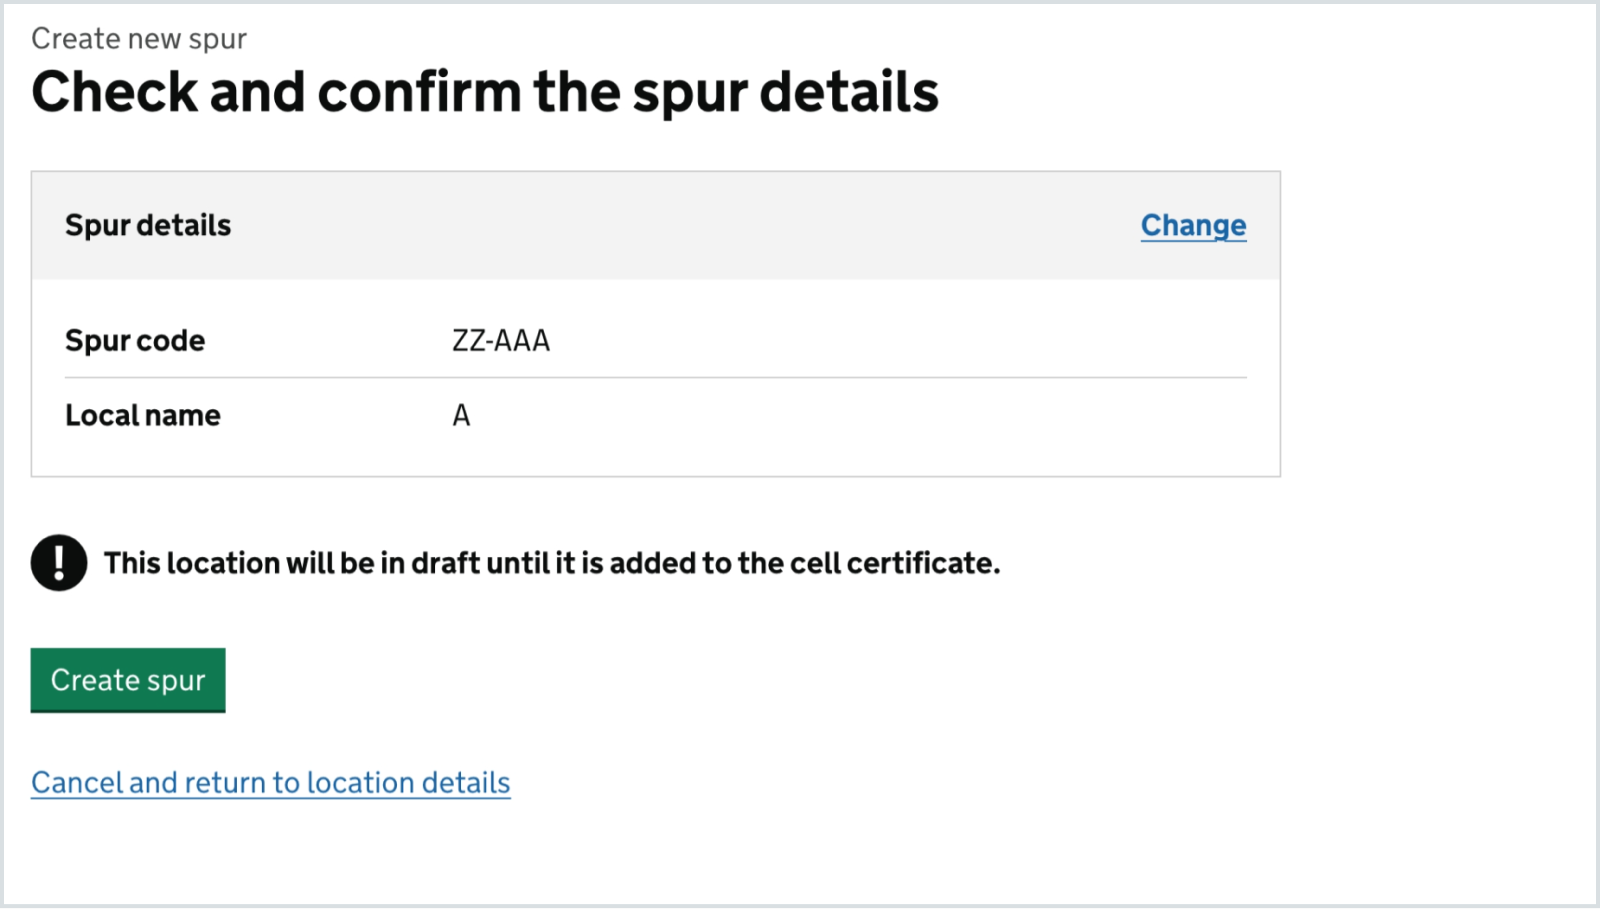 Create new spur
Check and confirm the spur details
Spur details
Change
Spur code
ZZ-AAA
Local name
A
! This location will be in draft until it is added to the cell certificate.
Create spur
Cancel and return to location details